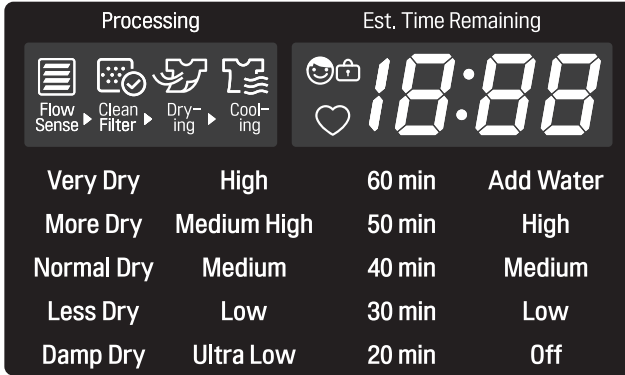 Processing
Est. Time Remaining
18:88
Flow Sense
Clean Filter
Dry-ing
Cool-ing
Very Dry High 60 min Add Water
More Dry Medium High 50 min High
Normal Dry Medium 40 min Medium
Less Dry Low 30 min Low
Damp Dry Ultra Low 20 min Off